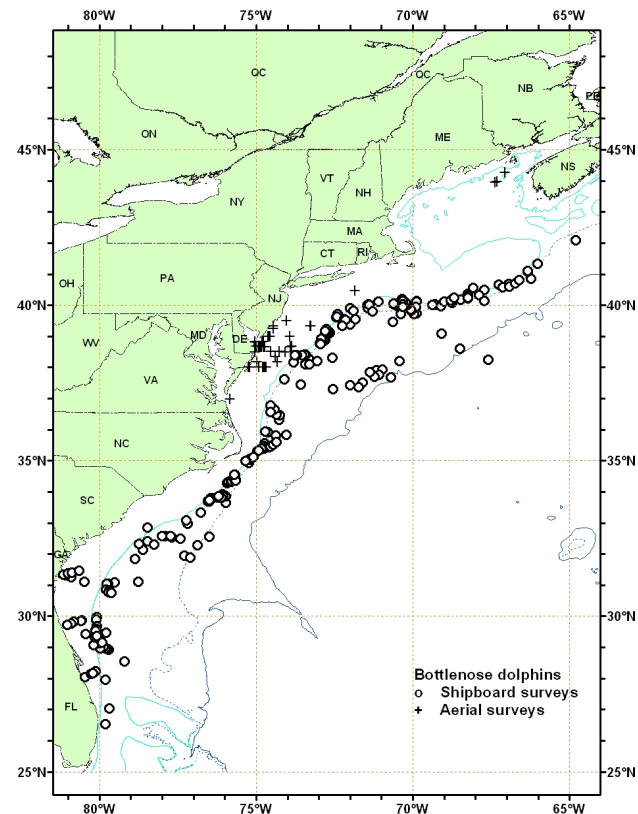 80°W 75°W 70°W 65°W
QC QC
NB
PE
ON ME
45°N 45°N
NS
VT
NH
NY
MA
CT RI
PA
OH
NJ
40°N 40°N
MD DE
WV
VA
NC
35°N 35°N
SC
GA
30°N 30°N
Bottlenose dolphins
Shipboard surveys
FL
Aerial surveys
25°N 25°N
80°W 75°W 70°W 65°W